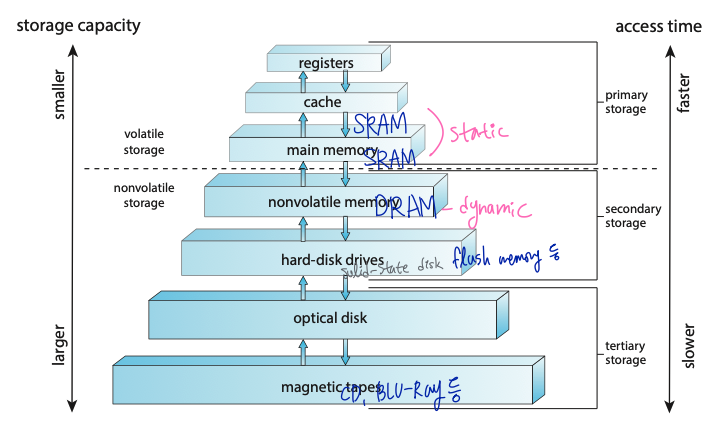 storage capacity
access time
smaller
larger
faster
slower
registers
cache
SRAM
static
volatile
storage
main memory
SRAM
primary
storage
nonvolatile
storage
nonvolatile memory
DRAM
- dynamic
secondary
storage
hard-disk drives
solid-state disk
flash memory 등
optical disk
tertiary
storage
magnetic tapes
CD, BLU-Ray 등